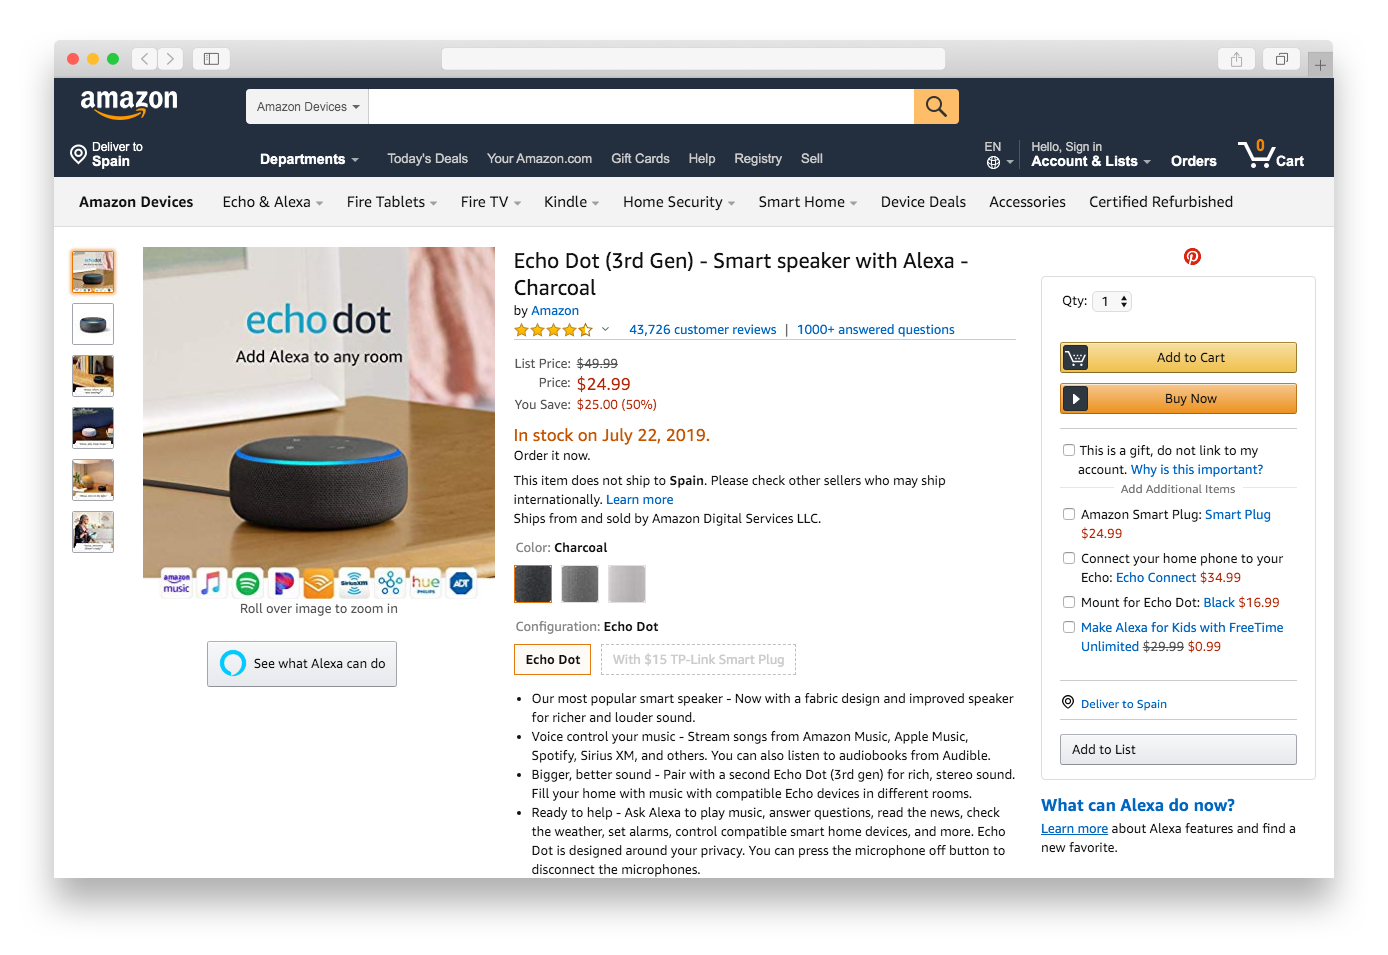 amazon
Amazon Devices
Deliver to
Spain
Departments
Today's Deals
Your Amazon.com
Gift Cards
Help
Registry
Sell
EN
Hello, Sign in
Account & Lists
Orders
0
Cart
Amazon Devices
Echo & Alexa
Fire Tablets
Fire TV
Kindle
Home Security
Smart Home
Device Deals
Accessories
Certified Refurbished
echo dot
Add Alexa to any room
amazon
music
SiriusXM
hue
PHILIPS
ADT
Roll over image to zoom in
See what Alexa can do
Echo Dot (3rd Gen) - Smart speaker with Alexa -
Charcoal
by Amazon
43,726 customer reviews | 1000+ answered questions
List Price: $49.99
Price: $24.99
You Save: $25.00 (50%)
In stock on July 22, 2019.
Order it now.
This item does not ship to Spain. Please check other sellers who may ship
internationally. Learn more
Ships from and sold by Amazon Digital Services LLC.
Color: Charcoal
Configuration: Echo Dot
Echo Dot
With $15 TP-Link Smart Plug
• Our most popular smart speaker - Now with a fabric design and improved speaker
for richer and louder sound.
• Voice control your music - Stream songs from Amazon Music, Apple Music,
Spotify, Sirius XM, and others. You can also listen to audiobooks from Audible.
• Bigger, better sound - Pair with a second Echo Dot (3rd gen) for rich, stereo sound.
Fill your home with music with compatible Echo devices in different rooms.
• Ready to help - Ask Alexa to play music, answer questions, read the news, check
the weather, set alarms, control compatible smart home devices, and more. Echo
Dot is designed around your privacy. You can press the microphone off button to
disconnect the microphones.
Qty: 1
Add to Cart
Buy Now
This is a gift, do not link to my
account. Why is this important?
Add Additional Items
Amazon Smart Plug: Smart Plug
$24.99
Connect your home phone to your
Echo: Echo Connect $34.99
Mount for Echo Dot: Black $16.99
Make Alexa for Kids with FreeTime
Unlimited $29.99 $0.99
Deliver to Spain
Add to List
What can Alexa do now?
Learn more about Alexa features and find a
new favorite.